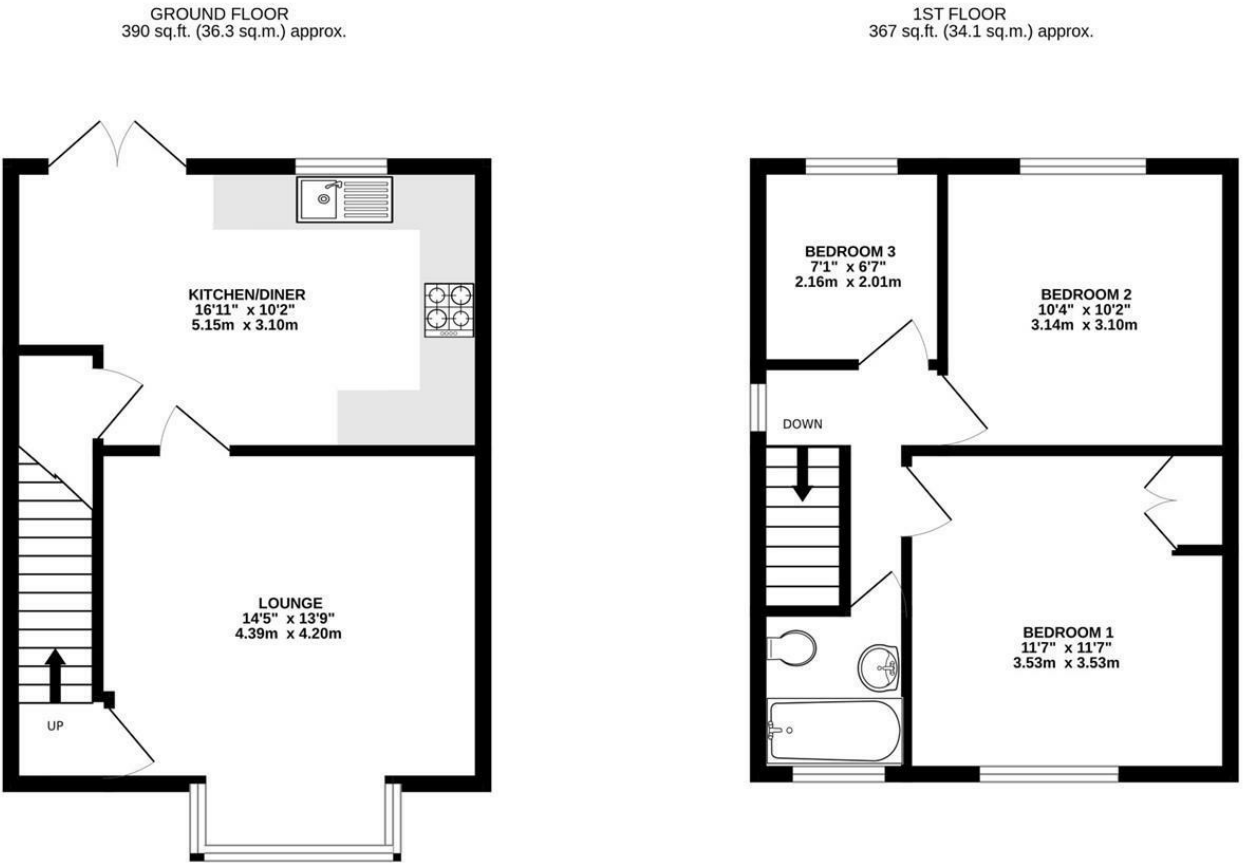 GROUND FLOOR
390 sq.ft. (36.3 sq.m.) approx.
1ST FLOOR
367 sq.ft. (34.1 sq.m.) approx.
KITCHEN/DINER
16'11" x 10'2"
5.15m x 3.10m
LOUNGE
14'5" x 13'9"
4.39m x 4.20m
UP
BEDROOM 3
7'1" x 6'7"
2.16m x 2.01m
BEDROOM 2
10'4" x 10'2"
3.14m x 3.10m
DOWN
BEDROOM 1
11'7" x 11'7"
3.53m x 3.53m